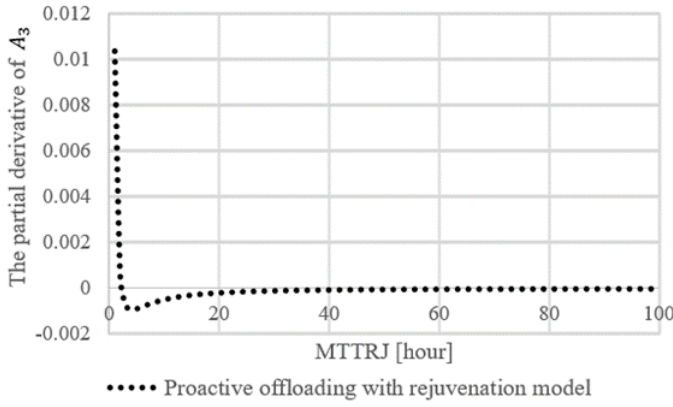 The partial derivative of A₃
0.012
0.01
0.008
0.006
0.004
0.002
0
-0.002
0 20 40 60 80 100
MTTRJ [hour]
Proactive offloading with rejuvenation model